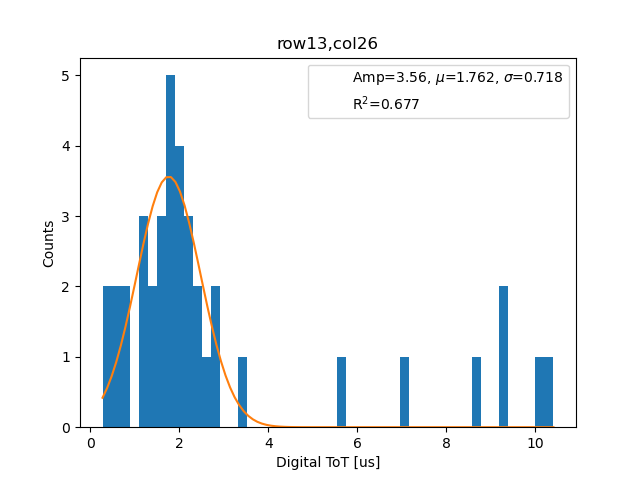 row13,col26
Amp=3.56, μ=1.762, σ=0.718
R²=0.677
Counts
5
4
3
2
1
0
0 2 4 6 8 10
Digital ToT [us]